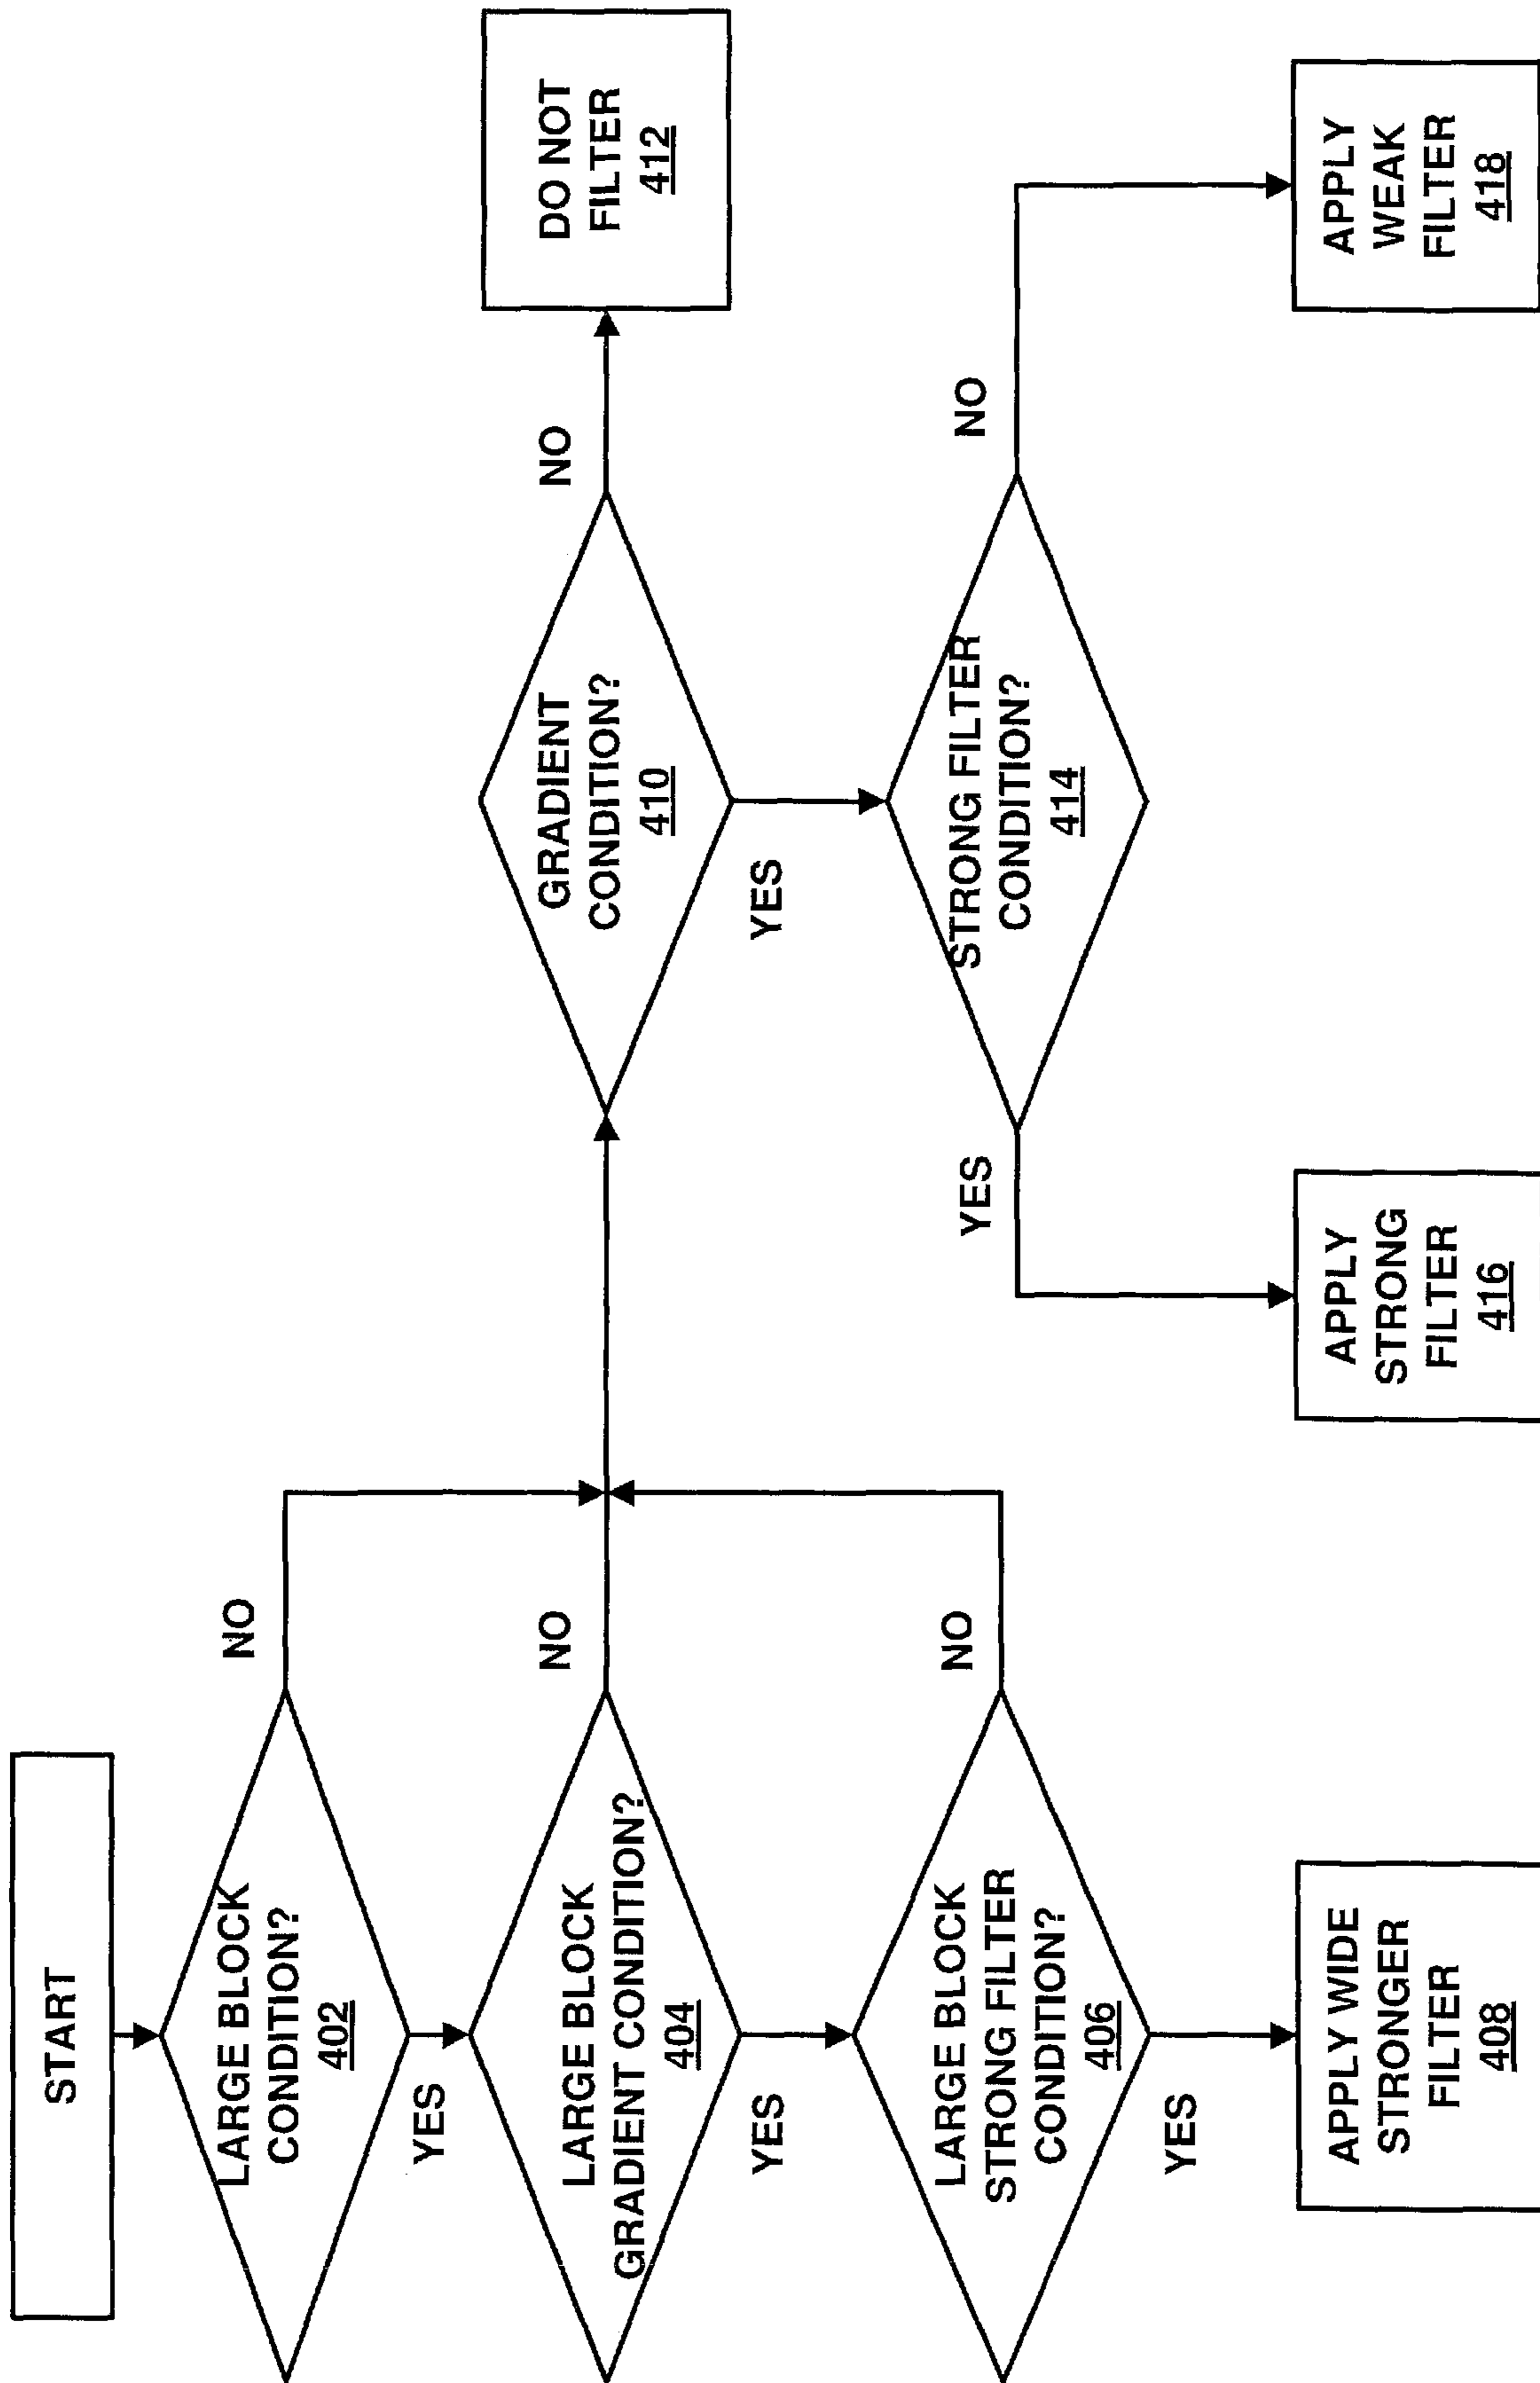 START
LARGE BLOCK
CONDITION?
402
NO
YES
LARGE BLOCK
GRADIENT CONDITION?
404
NO
YES
LARGE BLOCK
STRONG FILTER
CONDITION?
406
NO
YES
APPLY WIDE
STRONGER
FILTER
408
GRADIENT
CONDITION?
410
NO
YES
DO NOT
FILTER
412
STRONG FILTER
CONDITION?
414
YES
NO
APPLY
STRONG
FILTER
416
APPLY
WEAK
FILTER
418